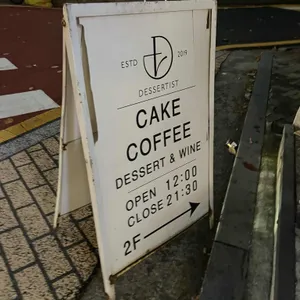 ESTD 2019
DESSERTIST
CAKE
COFFEE
DESSERT & WINE
OPEN 12:00
CLOSE 21:30
2F